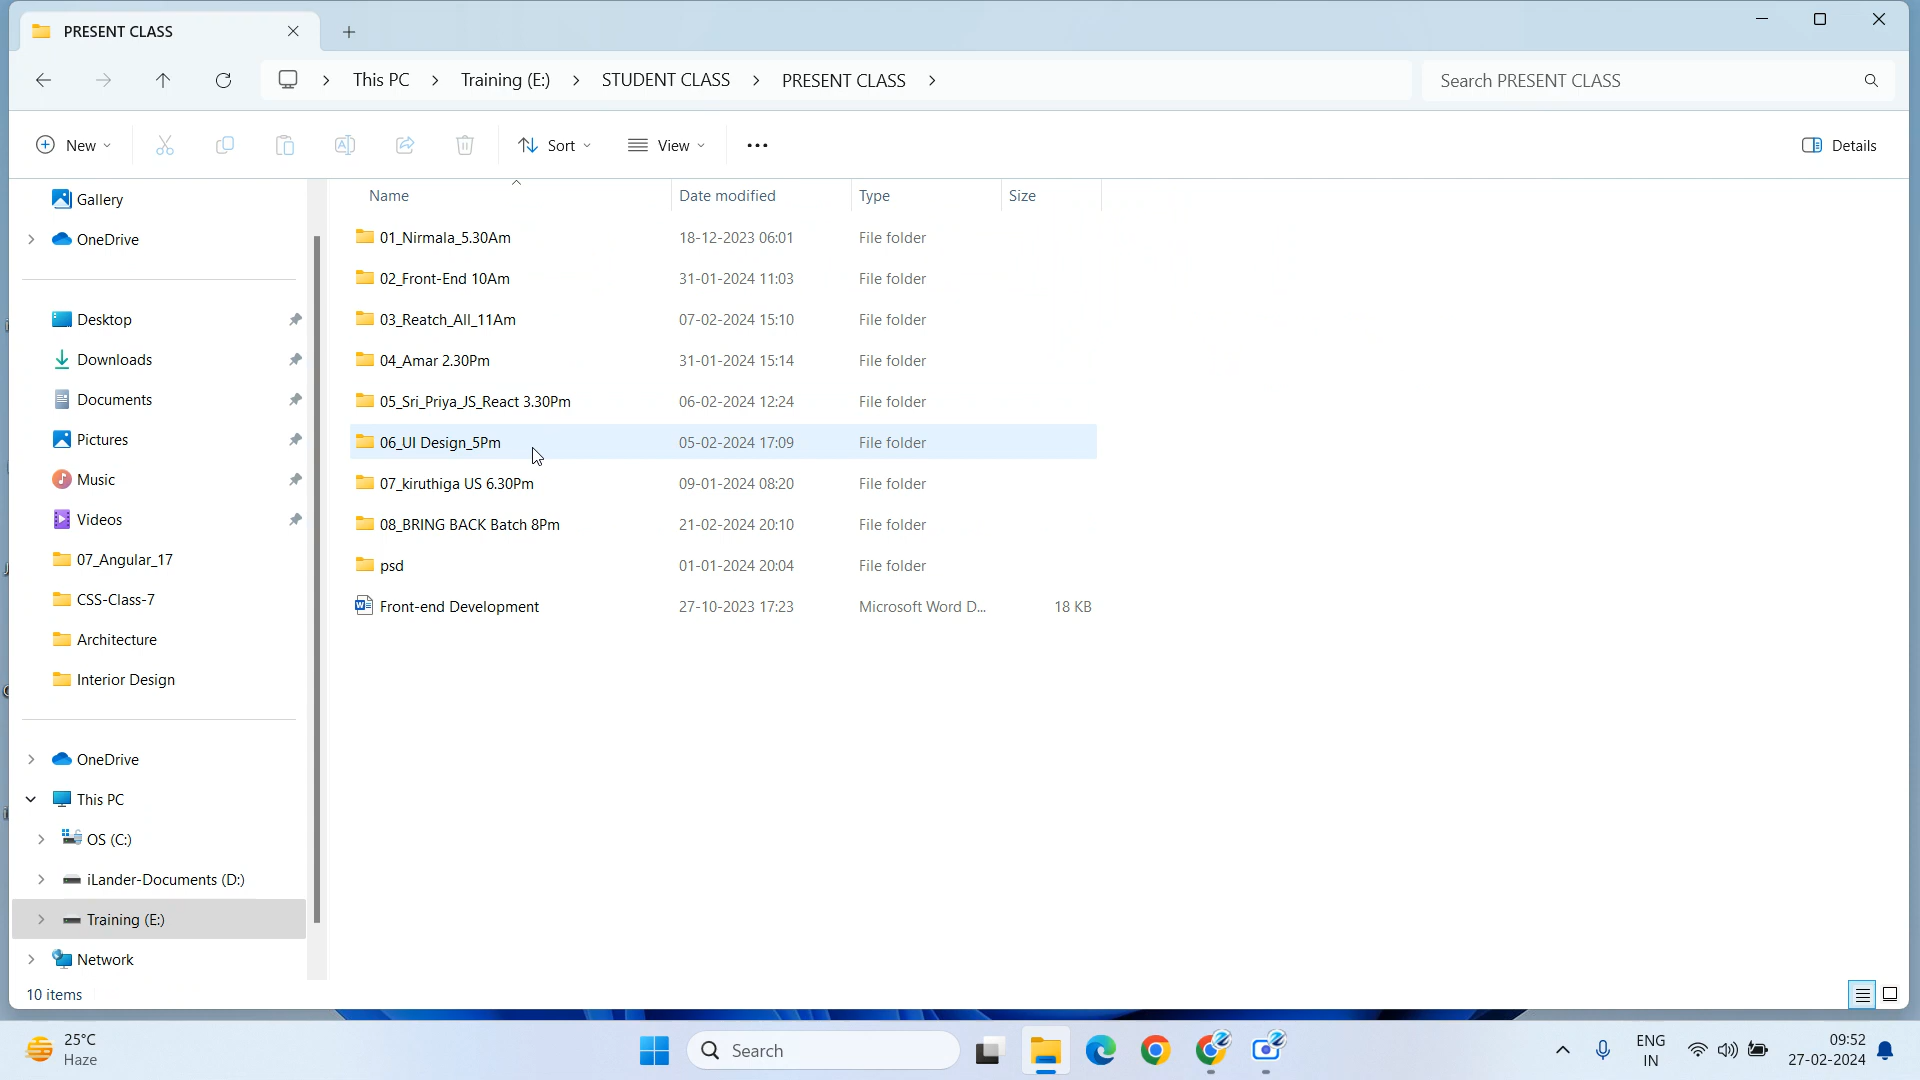 PRESENT CLASS
This PC > Training (E:) > STUDENT CLASS > PRESENT CLASS >
Search PRESENT CLASS
New
Sort
View
Details
Gallery
OneDrive
Desktop
Downloads
Documents
Pictures
Music
Videos
07_Angular_17
CSS-Class-7
Architecture
Interior Design
OneDrive
This PC
OS (C:)
iLander-Documents (D:)
Training (E:)
Network
Name Date modified Type Size
01_Nirmala_5.30Am 18-12-2023 06:01 File folder
02_Front-End 10Am 31-01-2024 11:03 File folder
03_Reatch_All_11Am 07-02-2024 15:10 File folder
04_Amar 2.30Pm 31-01-2024 15:14 File folder
05_Sri_Priya_JS_React 3.30Pm 06-02-2024 12:24 File folder
06_UI Design_5Pm 05-02-2024 17:09 File folder
07_kiruthiga US 6.30Pm 09-01-2024 08:20 File folder
08_BRING BACK Batch 8Pm 21-02-2024 20:10 File folder
psd 01-01-2024 20:04 File folder
Front-end Development 27-10-2023 17:23 Microsoft Word D... 18 KB
10 items
25°C
Haze
Search
ENG
IN
09:52
27-02-2024